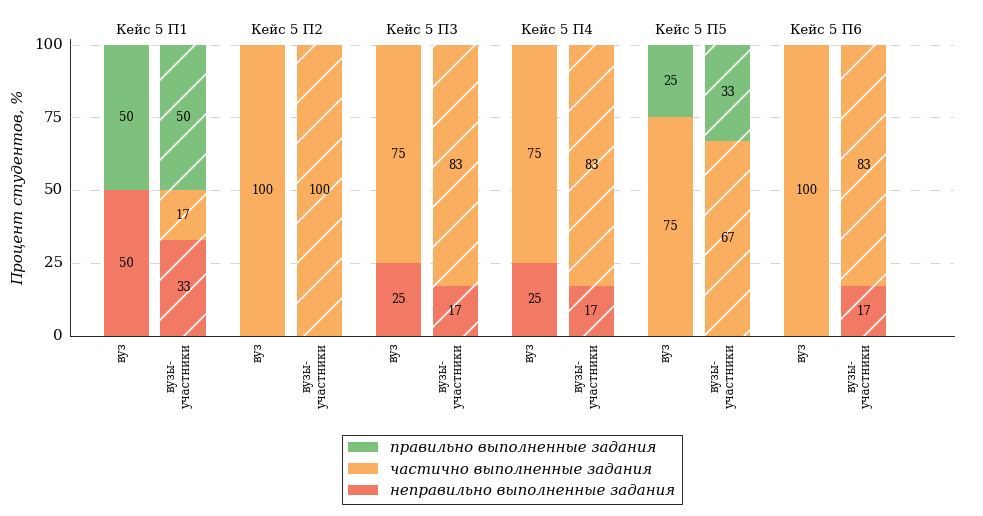 Кейс 5 П1 Кейс 5 П2 Кейс 5 П3 Кейс 5 П4 Кейс 5 П5 Кейс 5 П6
Процент студентов, %
100
75
50
25
0
50 50
50 17 33
100 100
75 83
25 17
75 83
25 17
25 33
75 67
100 83
17
вуз
вузы-
участники
вуз
вузы-
участники
вуз
вузы-
участники
вуз
вузы-
участники
вуз
вузы-
участники
вуз
вузы-
участники
правильно выполненные задания
частично выполненные задания
неправильно выполненные задания